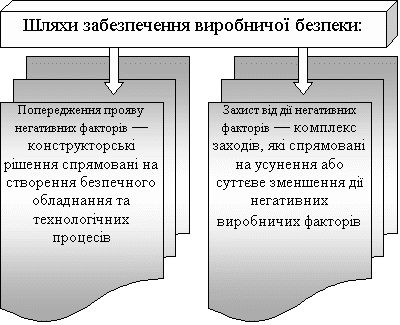 Шляхи забезпечення виробничої безпеки:
Попередження прояву
негативних факторів —
конструкторські
рішення спрямовані на
створення безпечного
обладнання та
технологічних
процесів
Захист від дії негативних
факторів — комплекс
заходів, які спрямовані
на усунення або
суттєве зменшення дії
негативних
виробничих факторів